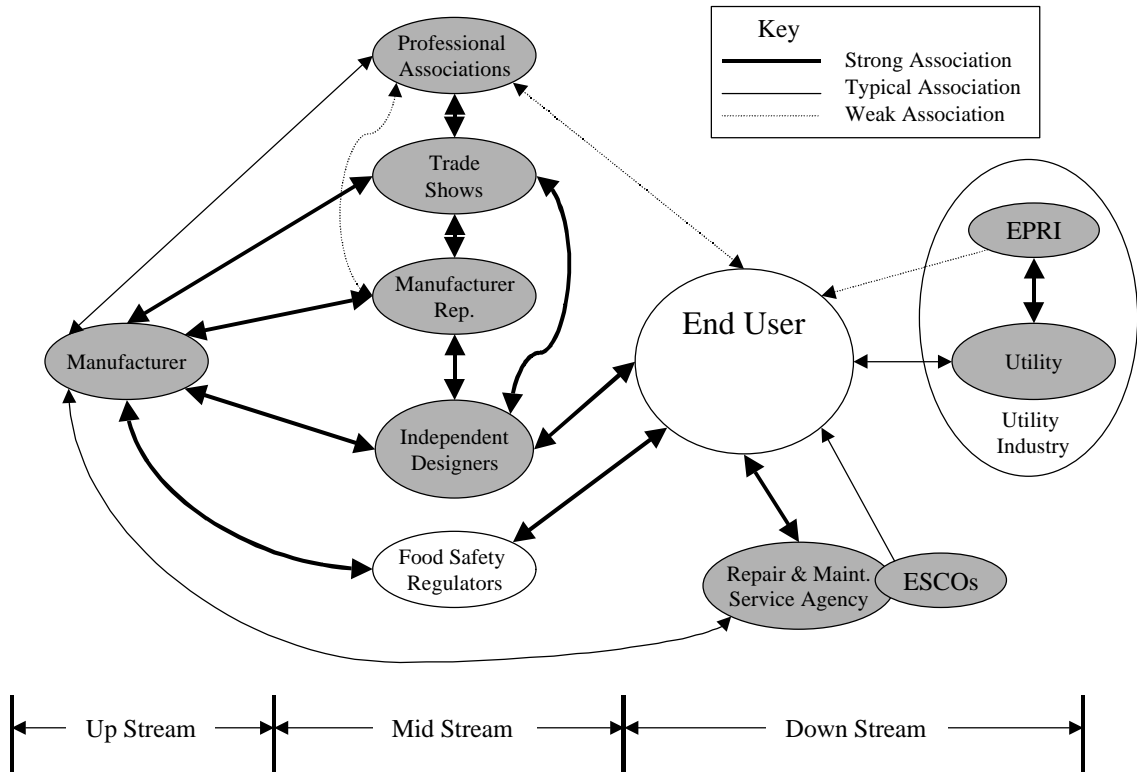 Key
Strong Association
Typical Association
Weak Association
Professional
Associations
Trade
Shows
EPRI
Manufacturer
Rep.
End User
Manufacturer
Utility
Utility
Industry
Independent
Designers
Food Safety
Regulators
Repair & Maint.
Service Agency
ESCOs
Up Stream
Mid Stream
Down Stream